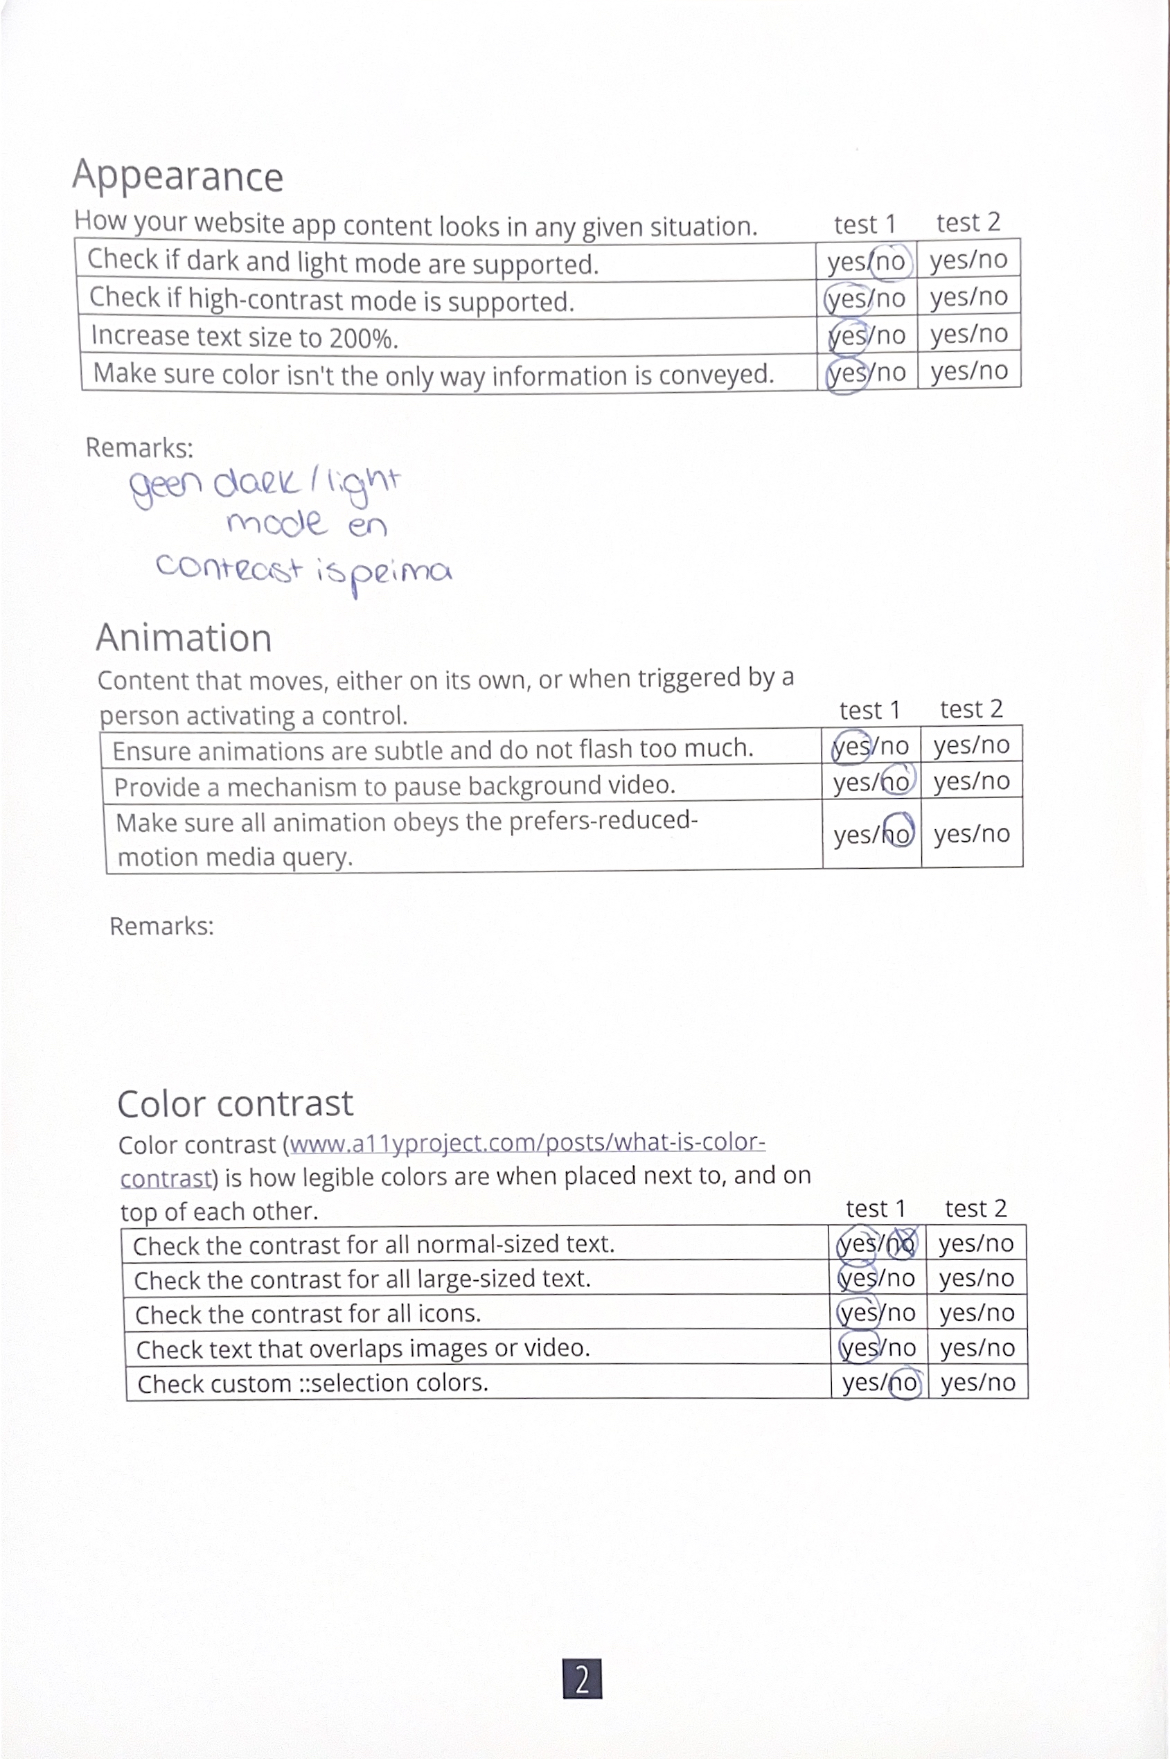 Appearance
How your website app content looks in any given situation. test 1 test 2
Check if dark and light mode are supported. yes/no yes/no
Check if high-contrast mode is supported. yes/no yes/no
Increase text size to 200%. yes/no yes/no
Make sure color isn't the only way information is conveyed. yes/no yes/no
Remarks:
geen dark/light
mode en
contrast is prima
Animation
Content that moves, either on its own, or when triggered by a
person activating a control. test 1 test 2
Ensure animations are subtle and do not flash too much. yes/no yes/no
Provide a mechanism to pause background video. yes/no yes/no
Make sure all animation obeys the prefers-reduced-
motion media query. yes/no yes/no
Remarks:
Color contrast
Color contrast (www.a11yproject.com/posts/what-is-color-
contrast) is how legible colors are when placed next to, and on
top of each other. test 1 test 2
Check the contrast for all normal-sized text. yes/no yes/no
Check the contrast for all large-sized text. yes/no yes/no
Check the contrast for all icons. yes/no yes/no
Check text that overlaps images or video. yes/no yes/no
Check custom ::selection colors. yes/no yes/no
2